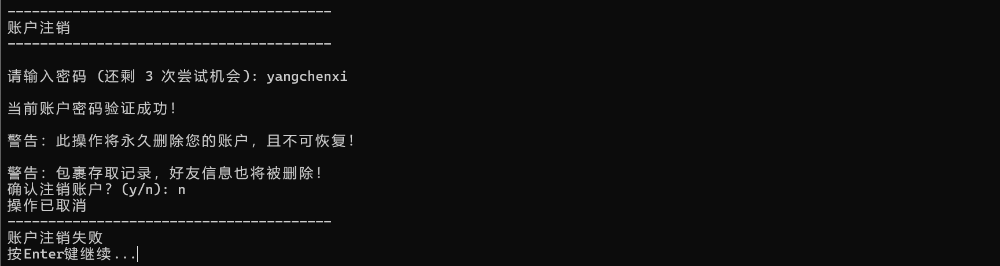 ----------------------------------------
账户注销
----------------------------------------
请输入密码 (还剩 3 次尝试机会): yangchenxi
当前账户密码验证成功!
警告: 此操作将永久删除您的账户, 且不可恢复!
警告: 包裹存取记录, 好友信息也将被删除!
确认注销账户? (y/n): n
操作已取消
----------------------------------------
账户注销失败
按Enter键继续...